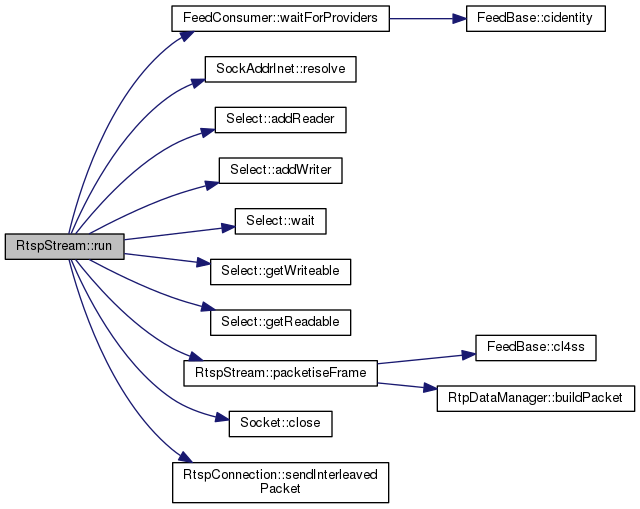 FeedConsumer::waitForProviders
FeedBase::cidentity
SockAddrInet::resolve
Select::addReader
Select::addWriter
Select::wait
RtspStream::run
Select::getWriteable
Select::getReadable
FeedBase::cl4ss
RtspStream::packetiseFrame
RtpDataManager::buildPacket
Socket::close
RtspConnection::sendInterleaved
Packet